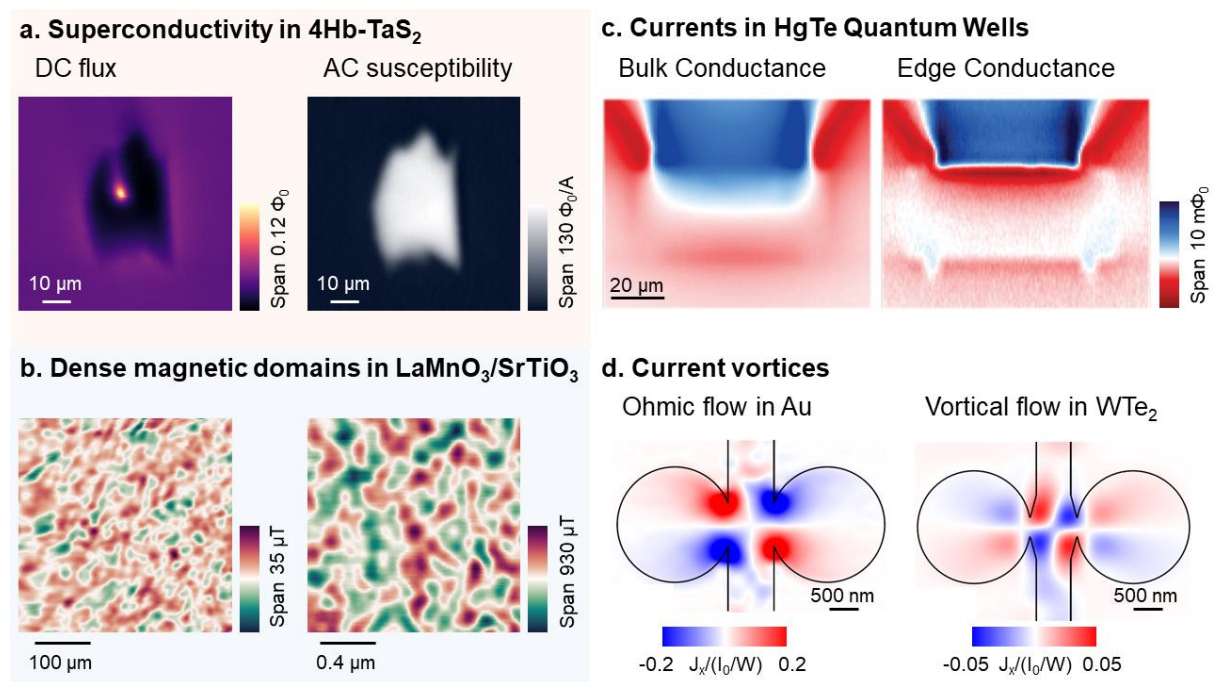 a. Superconductivity in 4Hb-TaS₂
DC flux
AC susceptibility
10 µm
Span 0.12 Φ₀
10 µm
Span 130 Φ₀/A
b. Dense magnetic domains in LaMnO₃/SrTiO₃
100 µm
Span 35 µT
0.4 µm
Span 930 µT
c. Currents in HgTe Quantum Wells
Bulk Conductance
Edge Conductance
20 µm
Span 10 mΦ₀
d. Current vortices
Ohmic flow in Au
Vortical flow in WTe₂
500 nm
500 nm
-0.2 Jₓ/(I₀/W) 0.2
-0.05 Jₓ/(I₀/W) 0.05